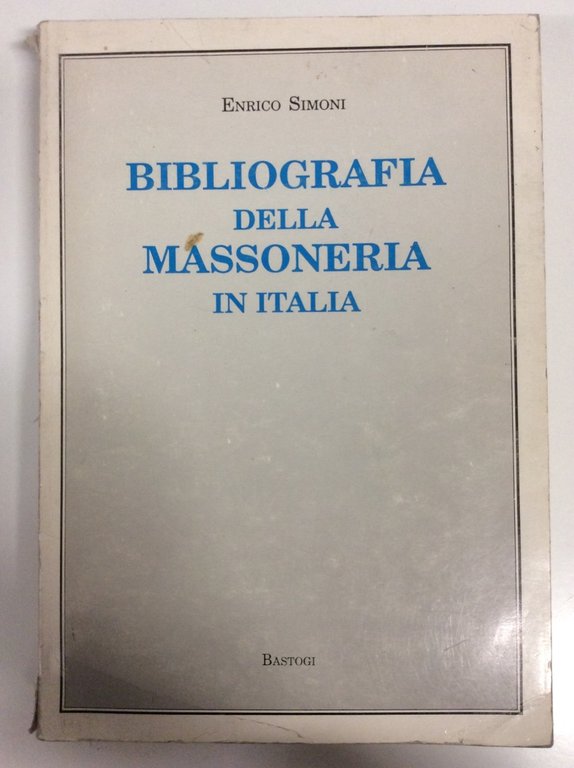 Enrico Simoni
BIBLIOGRAFIA
DELLA
MASSONERIA
IN ITALIA
Bastogi